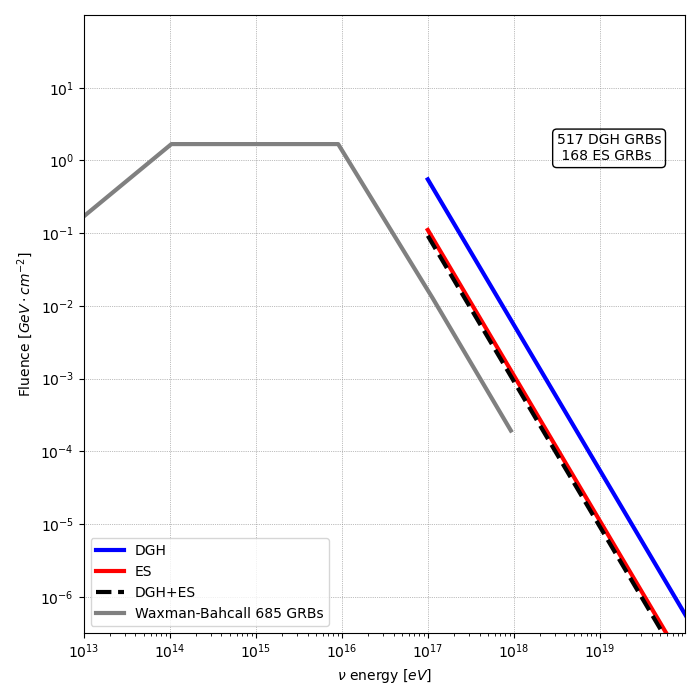 10¹
10⁰
10⁻¹
10⁻²
10⁻³
10⁻⁴
10⁻⁵
10⁻⁶
Fluence [GeV · cm⁻²]
517 DGH GRBs
168 ES GRBs
DGH
ES
DGH+ES
Waxman-Bahcall 685 GRBs
10¹³ 10¹⁴ 10¹⁵ 10¹⁶ 10¹⁷ 10¹⁸ 10¹⁹
ν energy [eV]